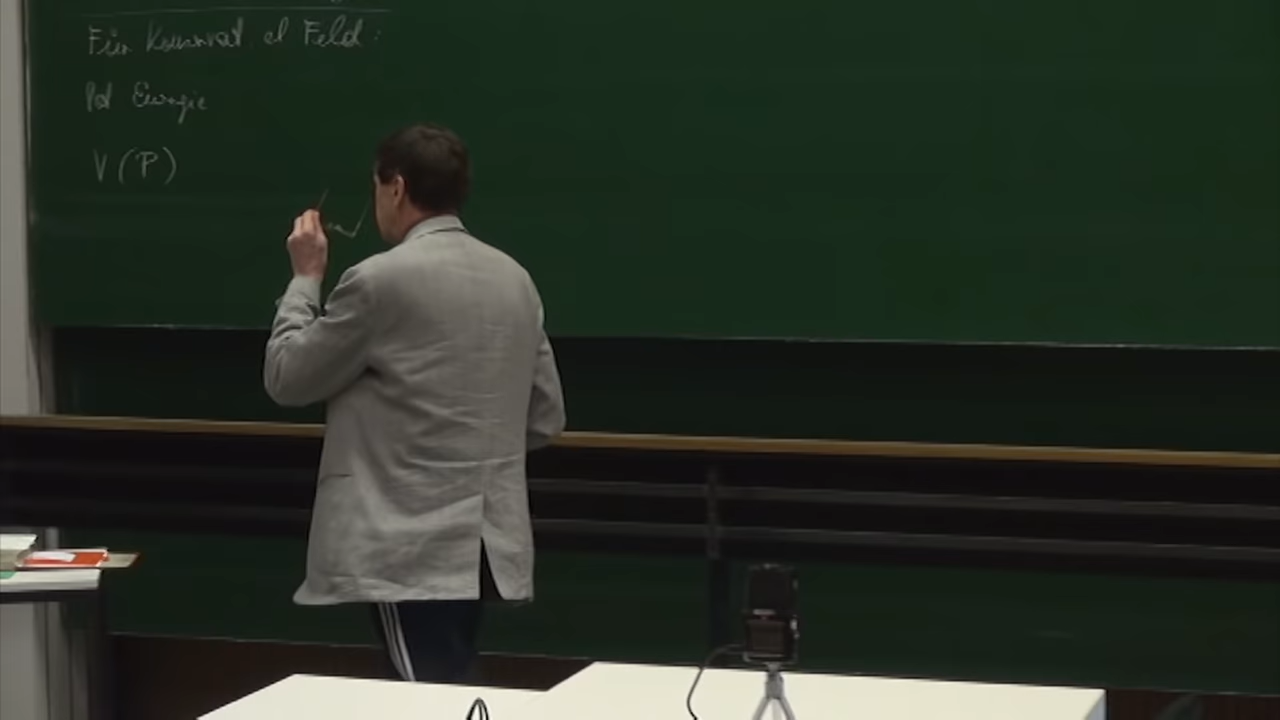 Für Konservat. el Feld:
Pot Energie
V (P)